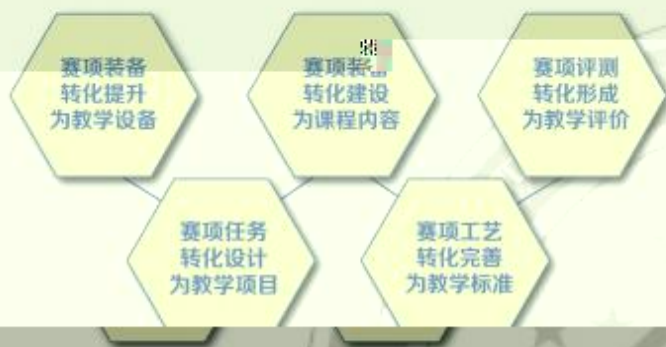 赛项装备
转化提升
为教学设备
赛项装备
转化建设
为课程内容
赛项评测
转化形成
为教学评价
赛项任务
转化设计
为教学项目
赛项工艺
转化完善
为教学标准